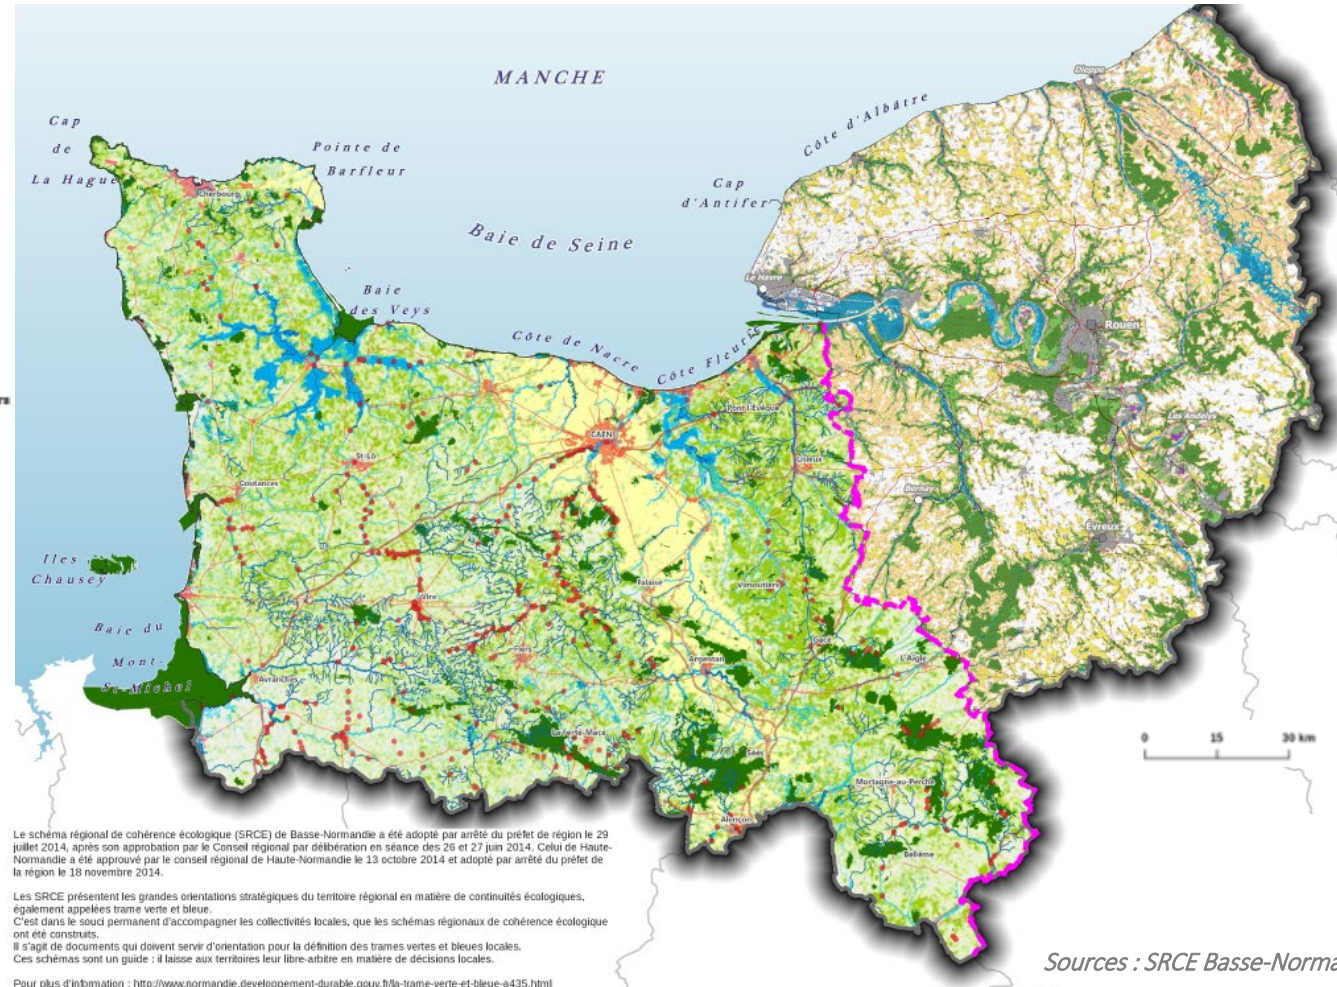 MANCHE
Cap
de
La Hague
Pointe de
Barfleur
Cherbourg
Dieppe
Côte d'Albâtre
Cap
d'Antifer
Baie de Seine
Baie
des Veys
Le Havre
Rouen
Côte de Nacre
Côte Fleurie
Pont-l'Evêque
CAEN
Les Andelys
St-Lô
Lisieux
Coutances
Bernay
Evreux
Iles
Chausey
Falaise
Vimoutiers
Vire
Baie du
Mont-
St-Michel
Flers
Gacé
Argentan
L'Aigle
Avranches
La Ferté-Macé
Sées
Mortagne-au-Perche
Alençon
Bellême
0 15 30 km
Le schéma régional de cohérence écologique (SRCE) de Basse-Normandie a été adopté par arrêté du préfet de région le 29
juillet 2014, après son approbation par le Conseil régional par délibération en séance des 26 et 27 juin 2014. Celui de Haute-
Normandie a été approuvé par le conseil régional de Haute-Normandie le 13 octobre 2014 et adopté par arrêté du préfet de
la région le 18 novembre 2014.
Les SRCE présentent les grandes orientations stratégiques du territoire régional en matière de continuités écologiques,
également appelées trame verte et bleue.
C'est dans le souci permanent d'accompagner les collectivités locales, que les schémas régionaux de cohérence écologique
ont été construits.
Il s'agit de documents qui doivent servir d'orientation pour la définition des trames vertes et bleues locales.
Ces schémas sont un guide : il laisse aux territoires leur libre-arbitre en matière de décisions locales.
Pour plus d'information : http://www.normandie.developpement-durable.gouv.fr/la-trame-verte-et-bleue-a435.html
Sources : SRCE Basse-Norma